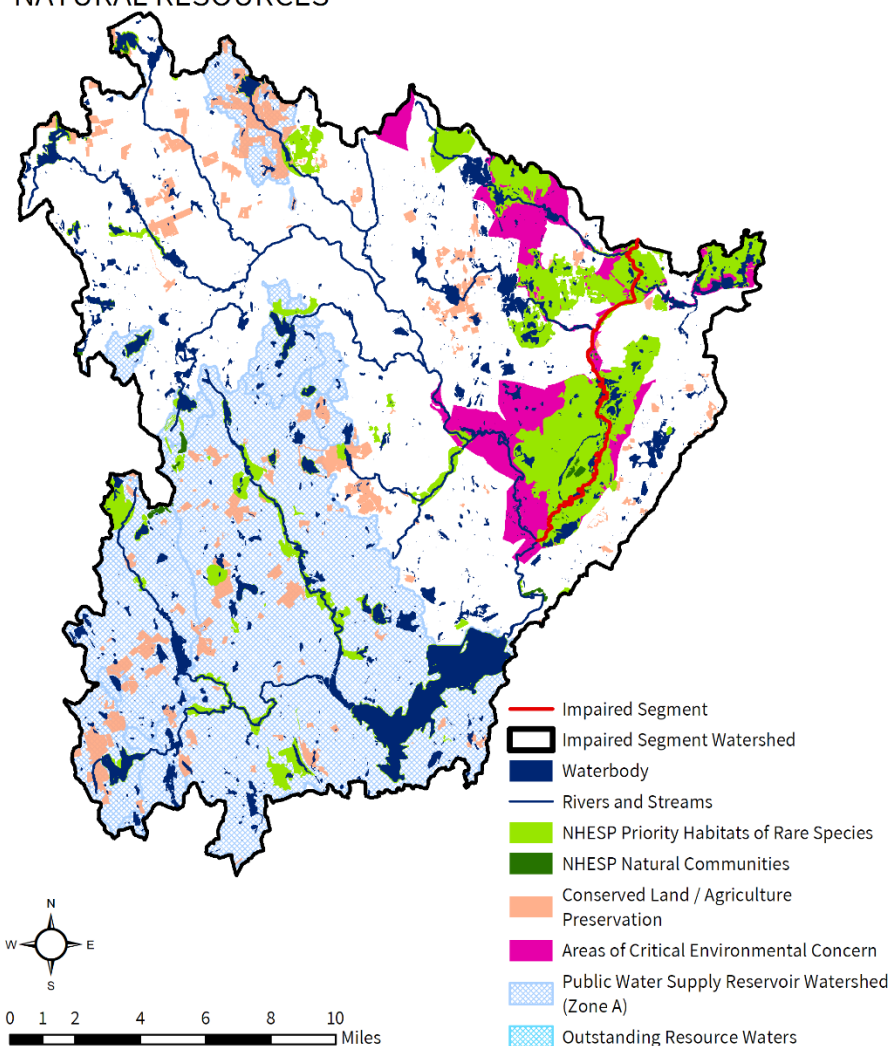 NATURAL RESOURCES
Impaired Segment
Impaired Segment Watershed
Waterbody
Rivers and Streams
NHESP Priority Habitats of Rare Species
NHESP Natural Communities
Conserved Land / Agriculture
Preservation
Areas of Critical Environmental Concern
Public Water Supply Reservoir Watershed
(Zone A)
Outstanding Resource Waters
N
W E
S
0 1 2 4 6 8 10
Miles